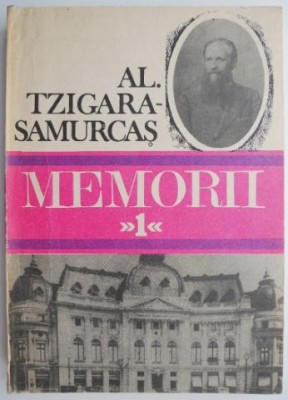 AL.
TZIGARA-
SAMURCAȘ
MEMORII
»1«